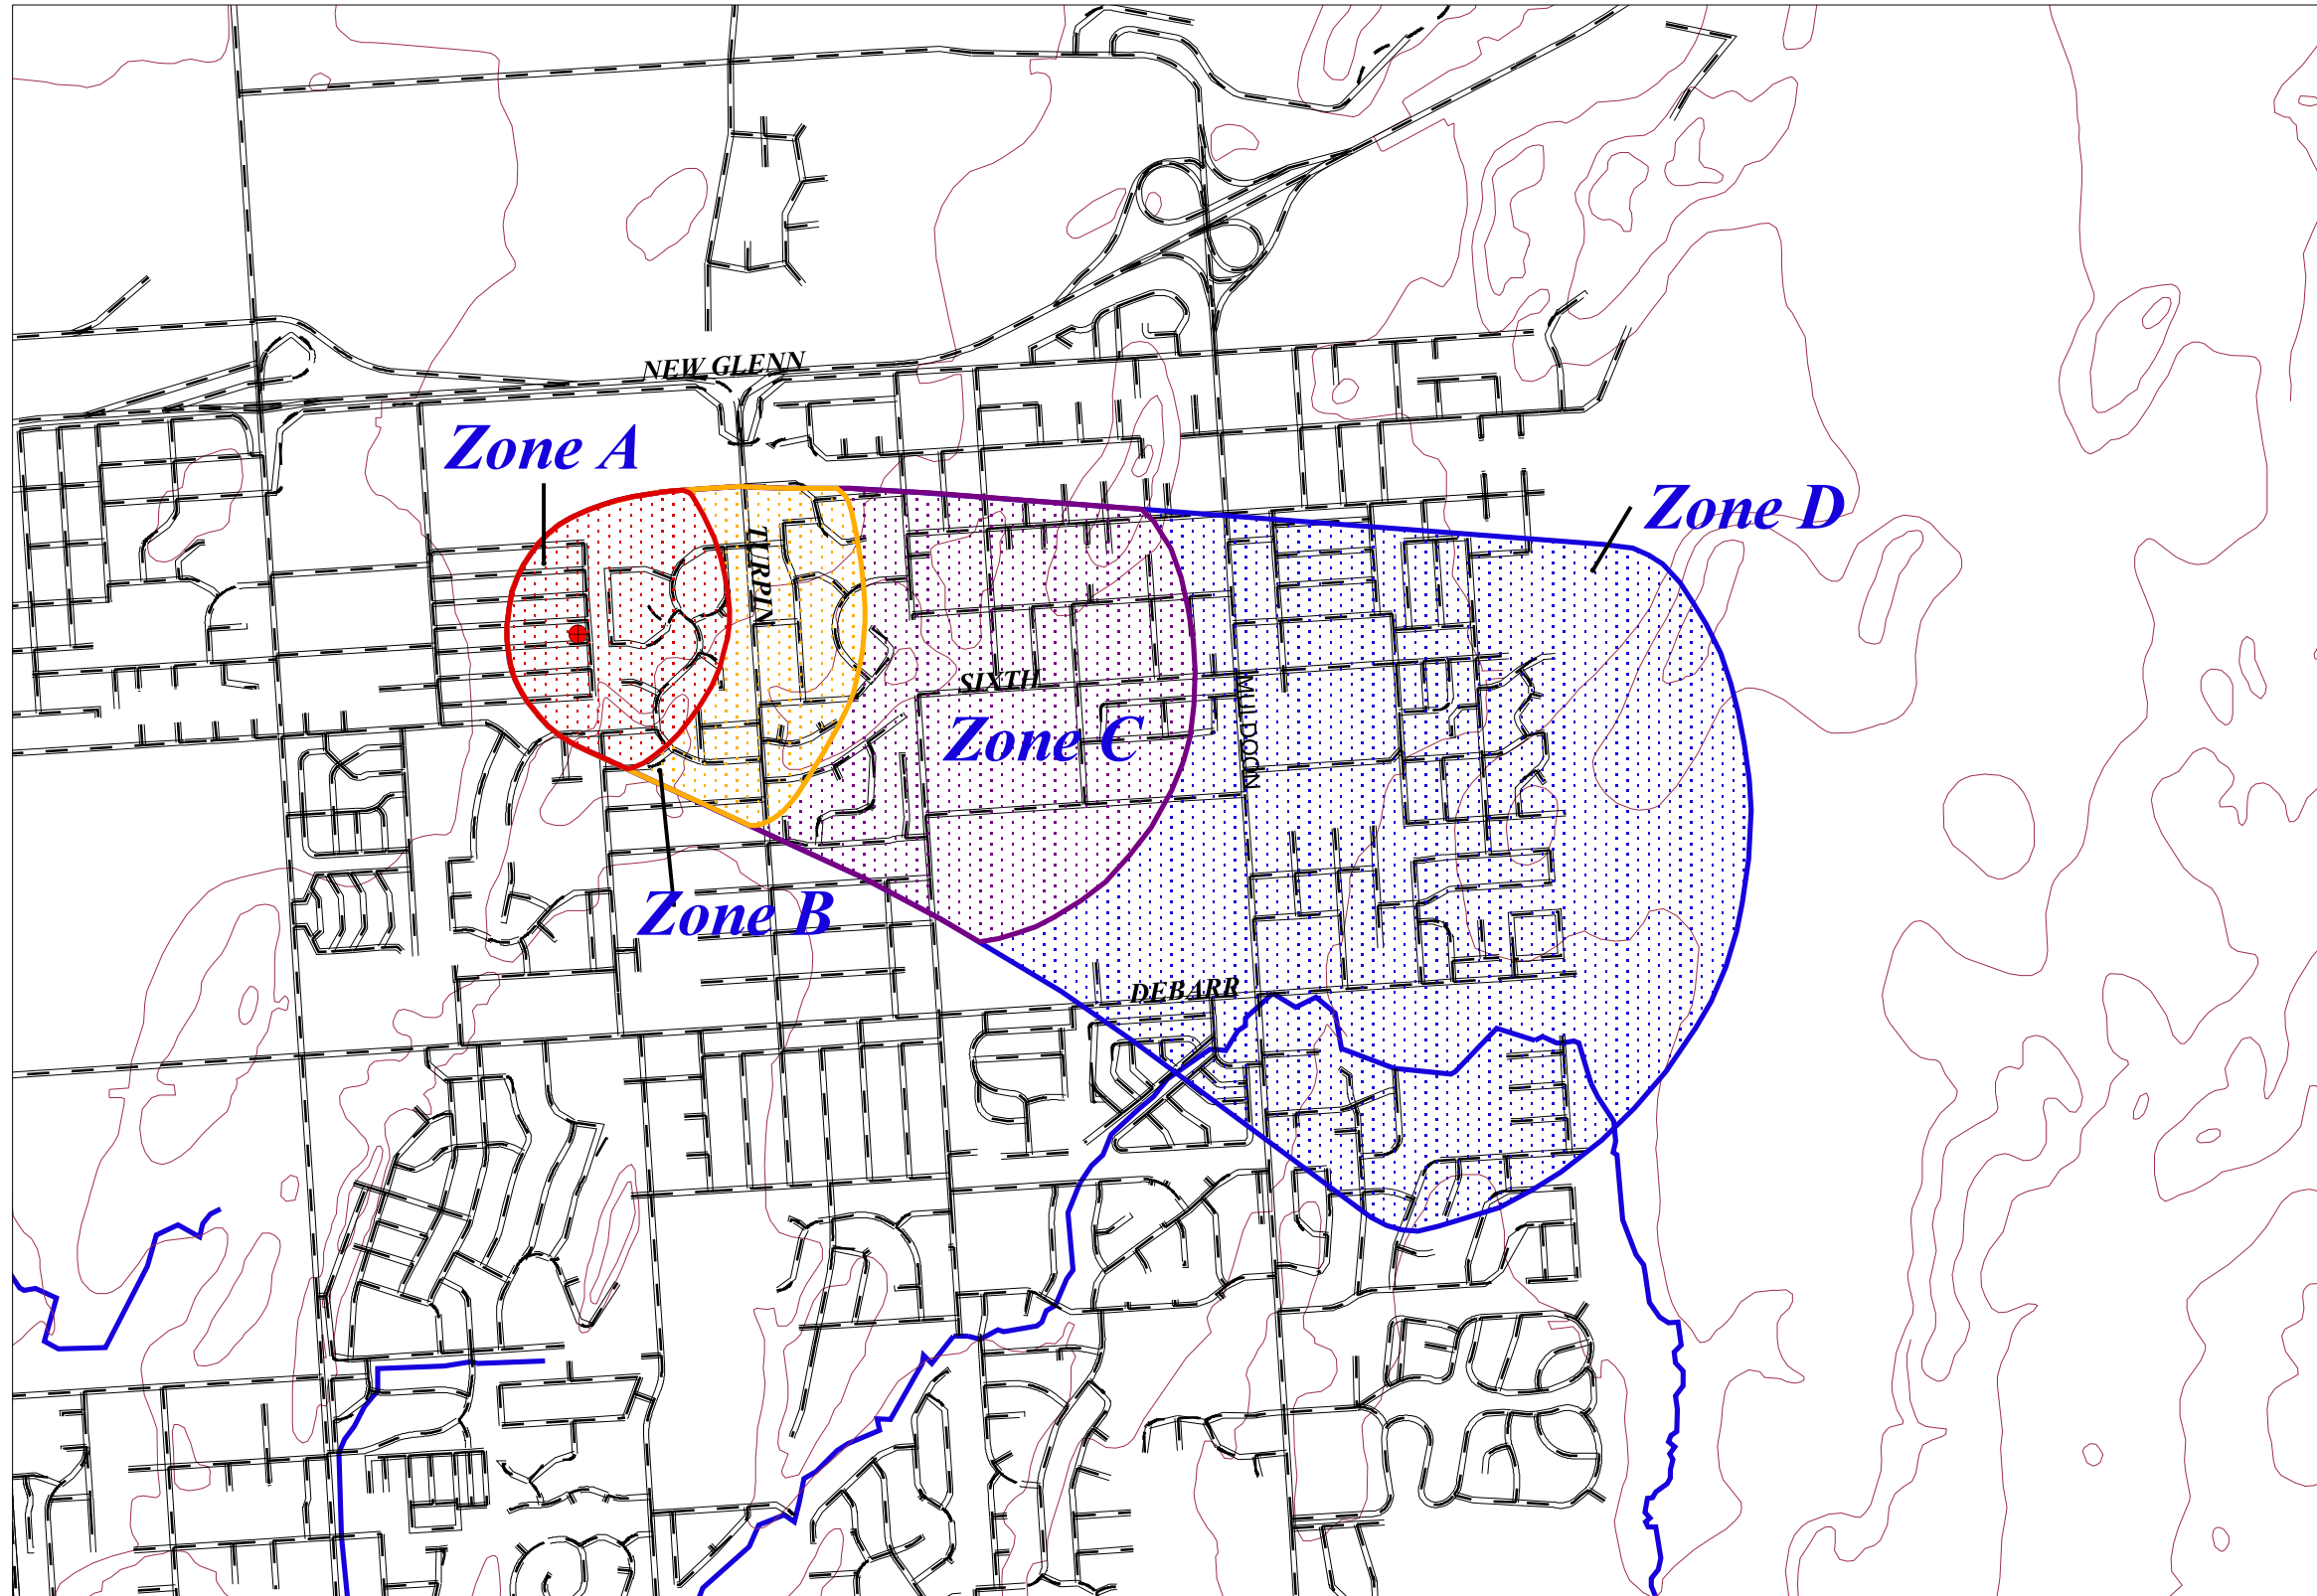 NEW GLENN
Zone A
Zone D
TURPIN
SIXTH
MULDOON
Zone C
Zone B
DEBARR